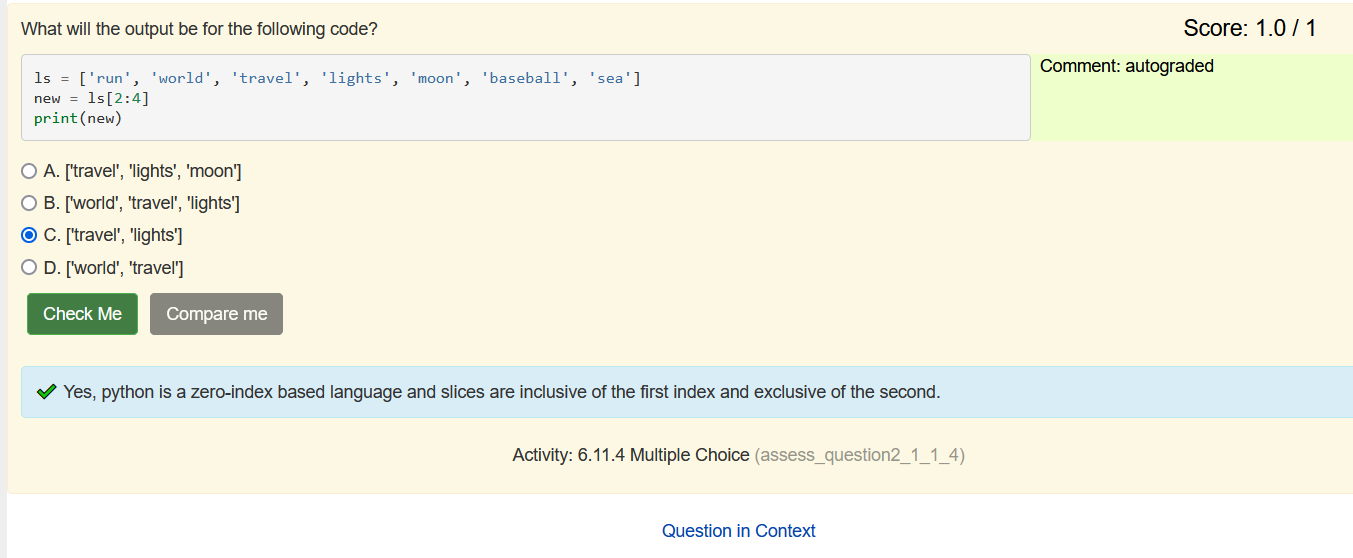 What will the output be for the following code?
Score: 1.0 / 1
ls = ['run', 'world', 'travel', 'lights', 'moon', 'baseball', 'sea']
new = ls[2:4]
print(new)
Comment: autograded
A. ['travel', 'lights', 'moon']
B. ['world', 'travel', 'lights']
C. ['travel', 'lights']
D. ['world', 'travel']
Check Me Compare me
Yes, python is a zero-index based language and slices are inclusive of the first index and exclusive of the second.
Activity: 6.11.4 Multiple Choice (assess_question2_1_1_4)
Question in Context